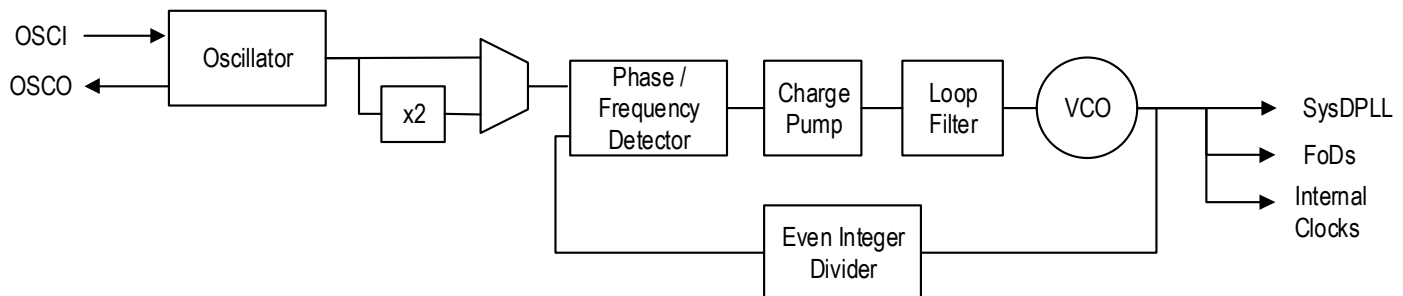 OSCI
OSCO
Oscillator
x2
Phase /
Frequency
Detector
Charge
Pump
Loop
Filter
VCO
SysDPLL
FoDs
Internal
Clocks
Even Integer
Divider